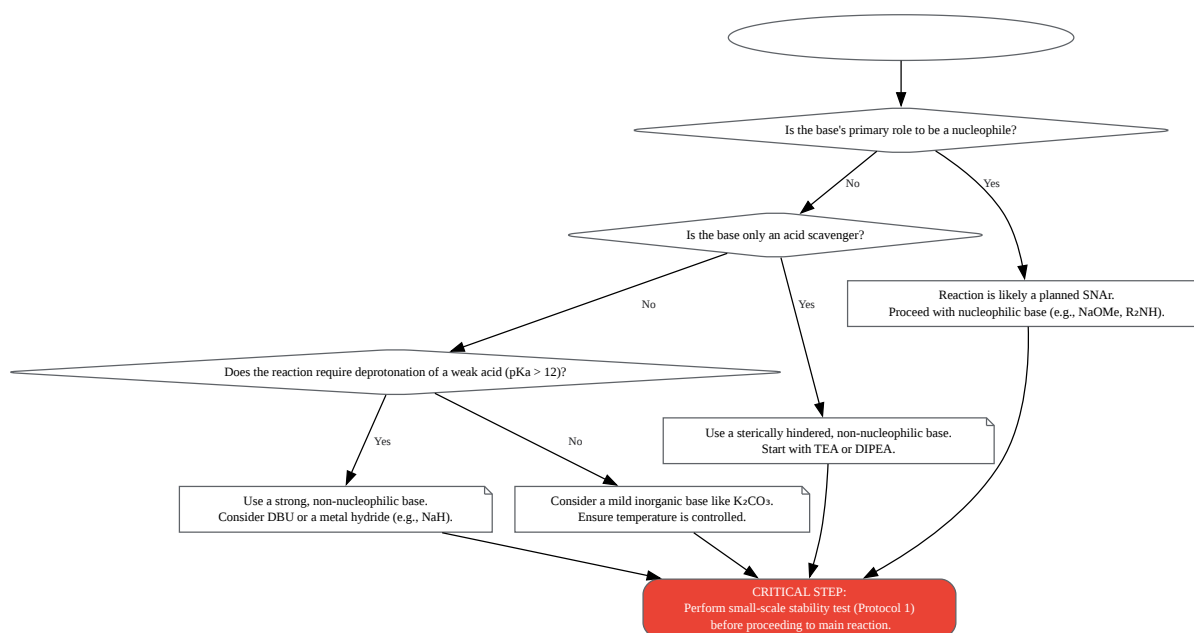 Is the base's primary role to be a nucleophile?
No
Yes
Is the base only an acid scavenger?
No
Yes
Reaction is likely a planned SNAr.
Proceed with nucleophilic base (e.g., NaOMe, R₂NH).
Does the reaction require deprotonation of a weak acid (pKa > 12)?
Yes
No
Use a sterically hindered, non-nucleophilic base.
Start with TEA or DIPEA.
Use a strong, non-nucleophilic base.
Consider DBU or a metal hydride (e.g., NaH).
Consider a mild inorganic base like K₂CO₃.
Ensure temperature is controlled.
CRITICAL STEP:
Perform small-scale stability test (Protocol 1)
before proceeding to main reaction.